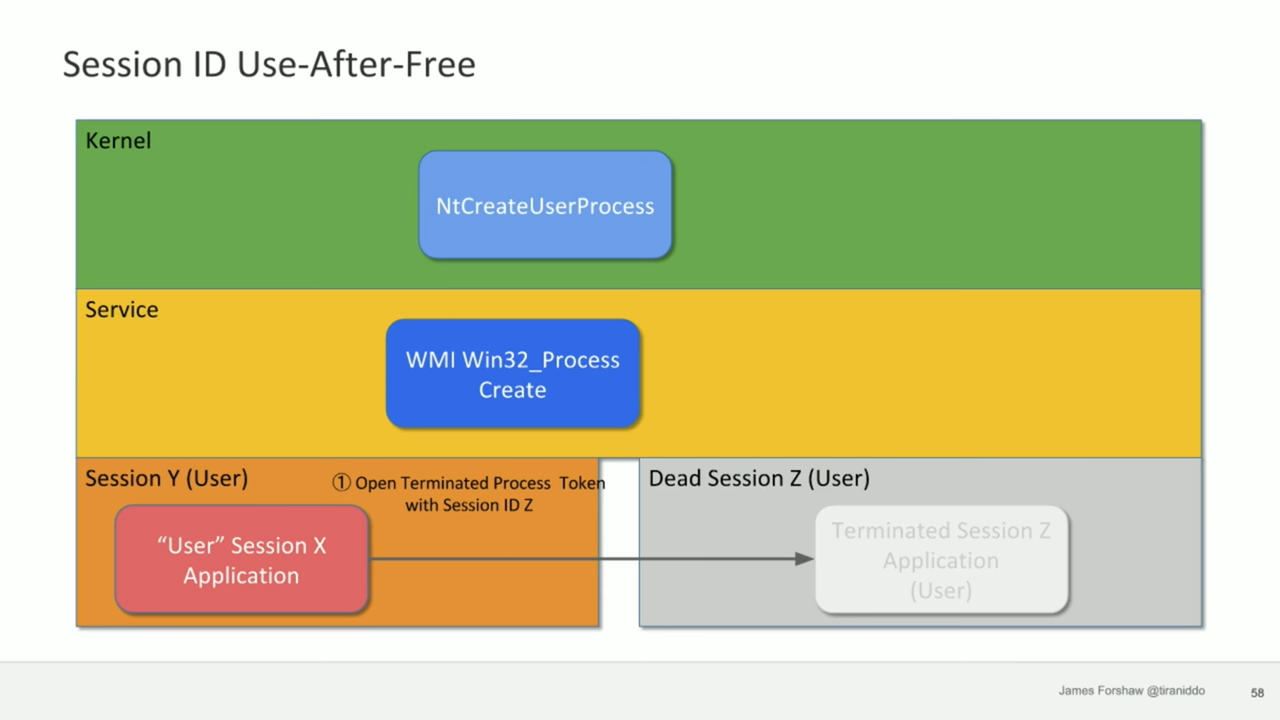 Session ID Use-After-Free
Kernel
NtCreateUserProcess
Service
WMI Win32_Process
Create
Session Y (User)
① Open Terminated Process Token
with Session ID Z
“User” Session X
Application
Dead Session Z (User)
Terminated Session Z
Application
(User)
James Forshaw @tiraniddo
58